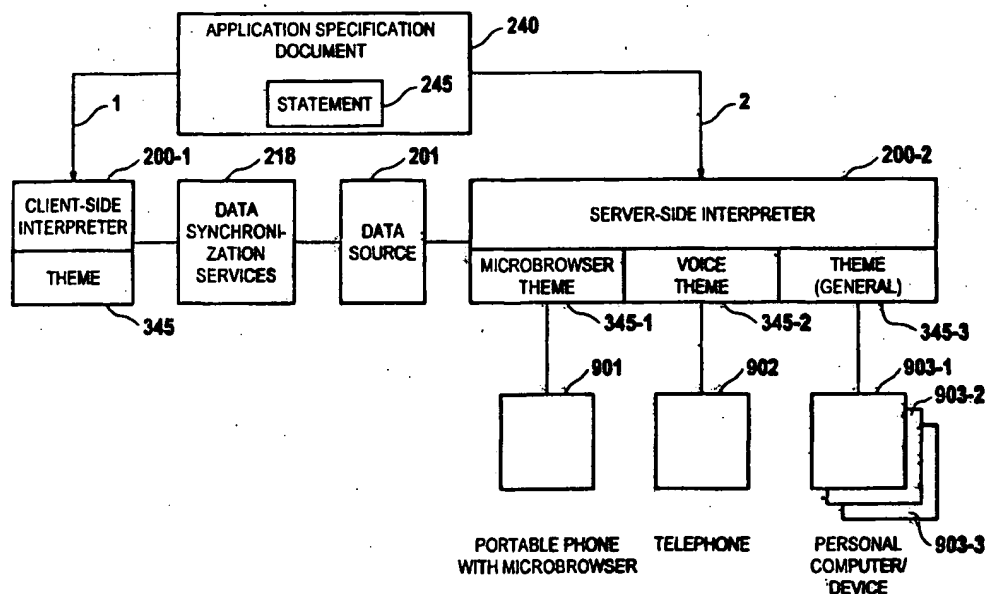 APPLICATION SPECIFICATION
DOCUMENT
240
STATEMENT
245
1
2
200-1
218
201
200-2
CLIENT-SIDE
INTERPRETER
THEME
345
DATA
SYNCHRONI-
ZATION
SERVICES
DATA
SOURCE
SERVER-SIDE INTERPRETER
MICROBROWSER
THEME
VOICE
THEME
THEME
(GENERAL)
345-1
345-2
345-3
901
902
903-1
903-2
903-3
PORTABLE PHONE
WITH MICROBROWSER
TELEPHONE
PERSONAL
COMPUTER/
DEVICE